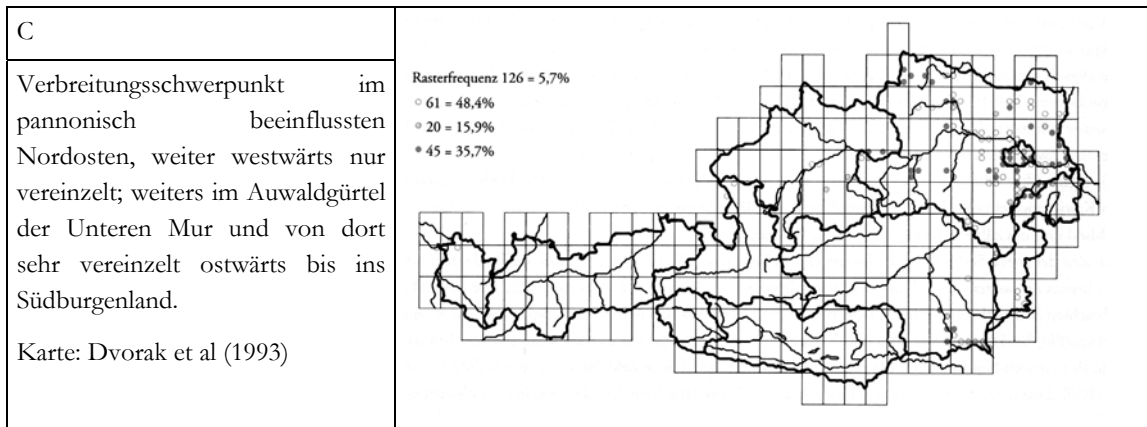 C
Verbreitungsschwerpunkt im
pannonisch beeinflussten
Nordosten, weiter westwärts nur
vereinzelt; weiters im Auwaldgürtel
der Unteren Mur und von dort
sehr vereinzelt ostwärts bis ins
Südburgenland.
Karte: Dvorak et al (1993)
Rasterfrequenz 126 = 5,7%
○ 61 = 48,4%
○ 20 = 15,9%
● 45 = 35,7%